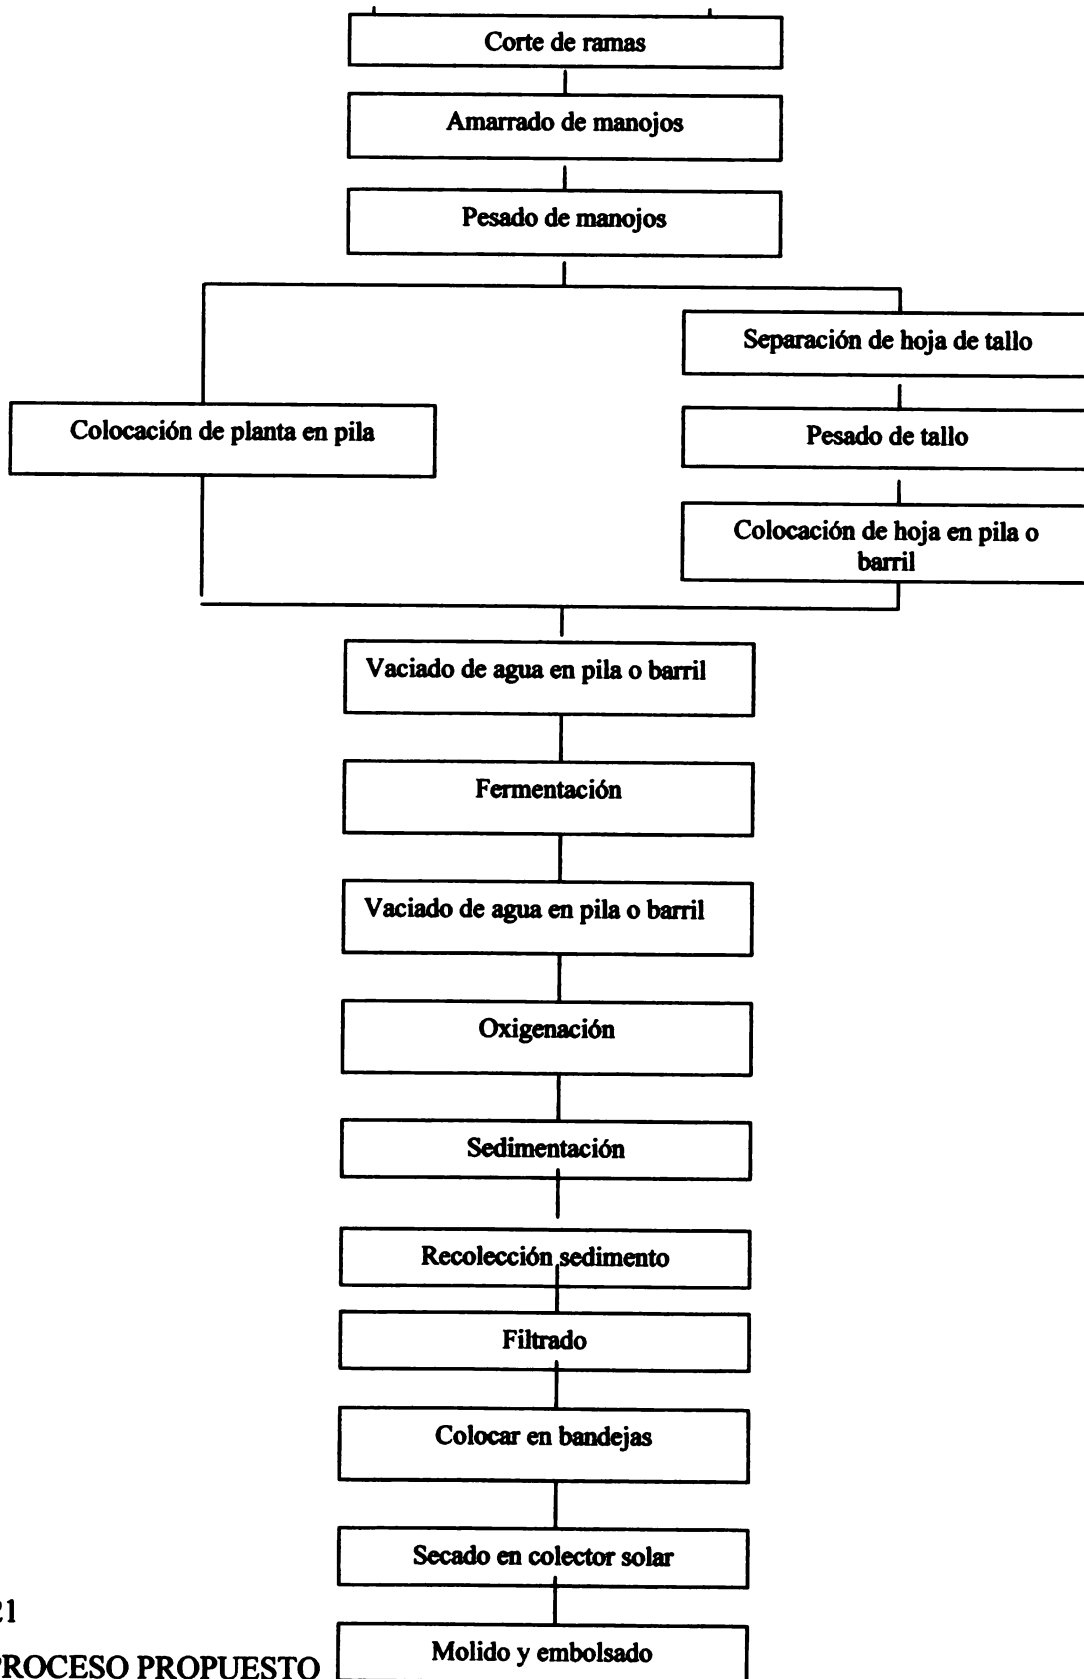 Corte de ramas
Amarrado de manojos
Pesado de manojos
Separación de hoja de tallo
Colocación de planta en pila
Pesado de tallo
Colocación de hoja en pila o
barril
Vaciado de agua en pila o barril
Fermentación
Vaciado de agua en pila o barril
Oxigenación
Sedimentación
Recolección sedimento
Filtrado
Colocar en bandejas
Secado en colector solar
21
Molido y embolsado
PROCESO PROPUESTO